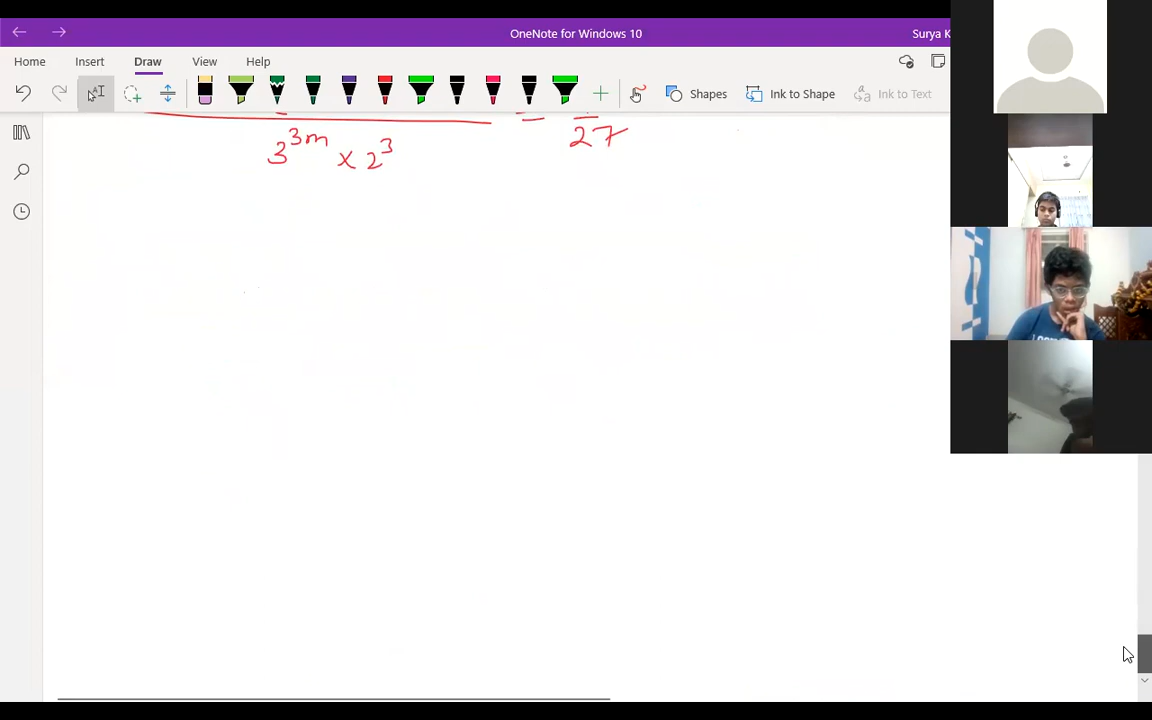 OneNote for Windows 10
Surya K
Home Insert Draw View Help
Shapes Ink to Shape Ink to Text
= 27
3^{3m} × 2^3